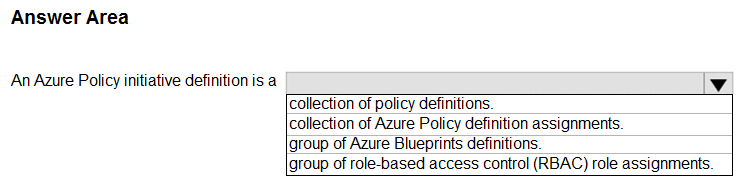 Answer Area
An Azure Policy initiative definition is a
collection of policy definitions.
collection of Azure Policy definition assignments.
group of Azure Blueprints definitions.
group of role-based access control (RBAC) role assignments.